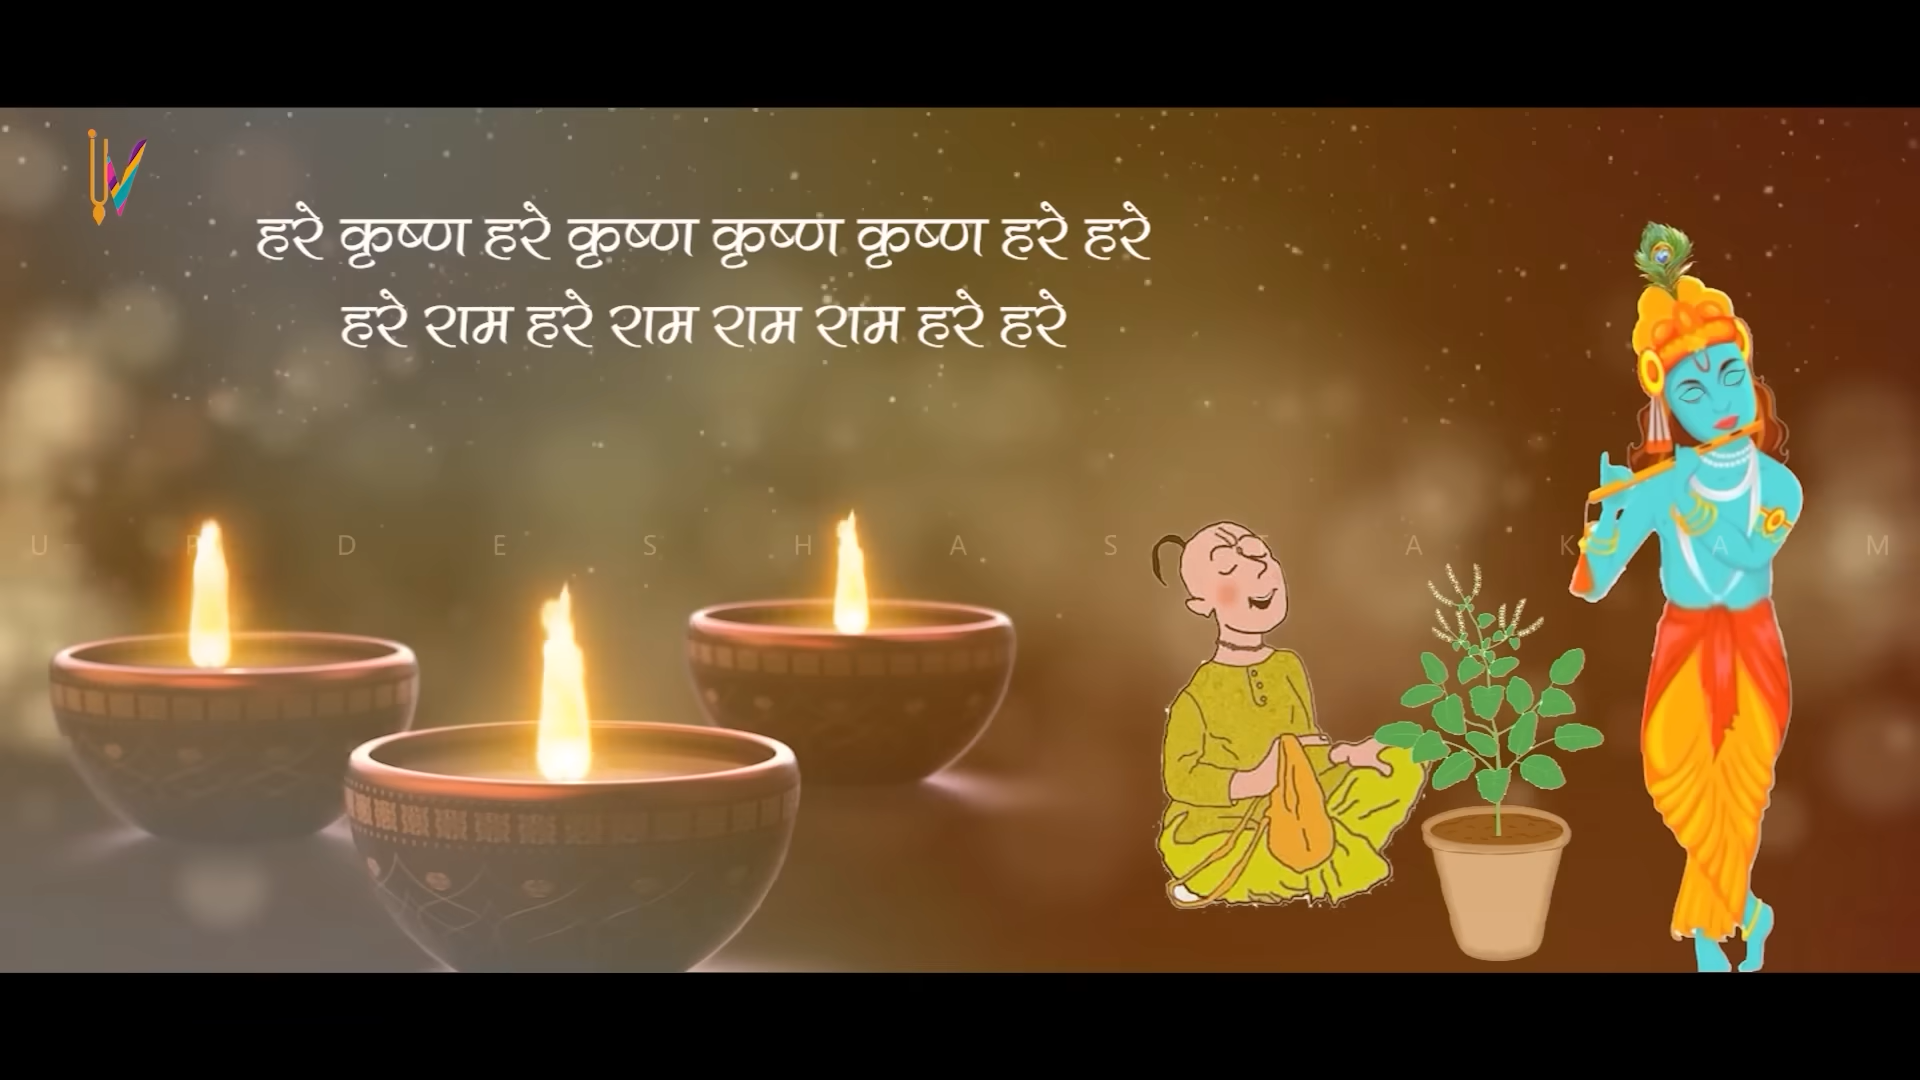 हरे कृष्ण हरे कृष्ण कृष्ण कृष्ण हरे हरे
हरे राम हरे राम राम राम हरे हरे
U P D E S H A S T A K A M